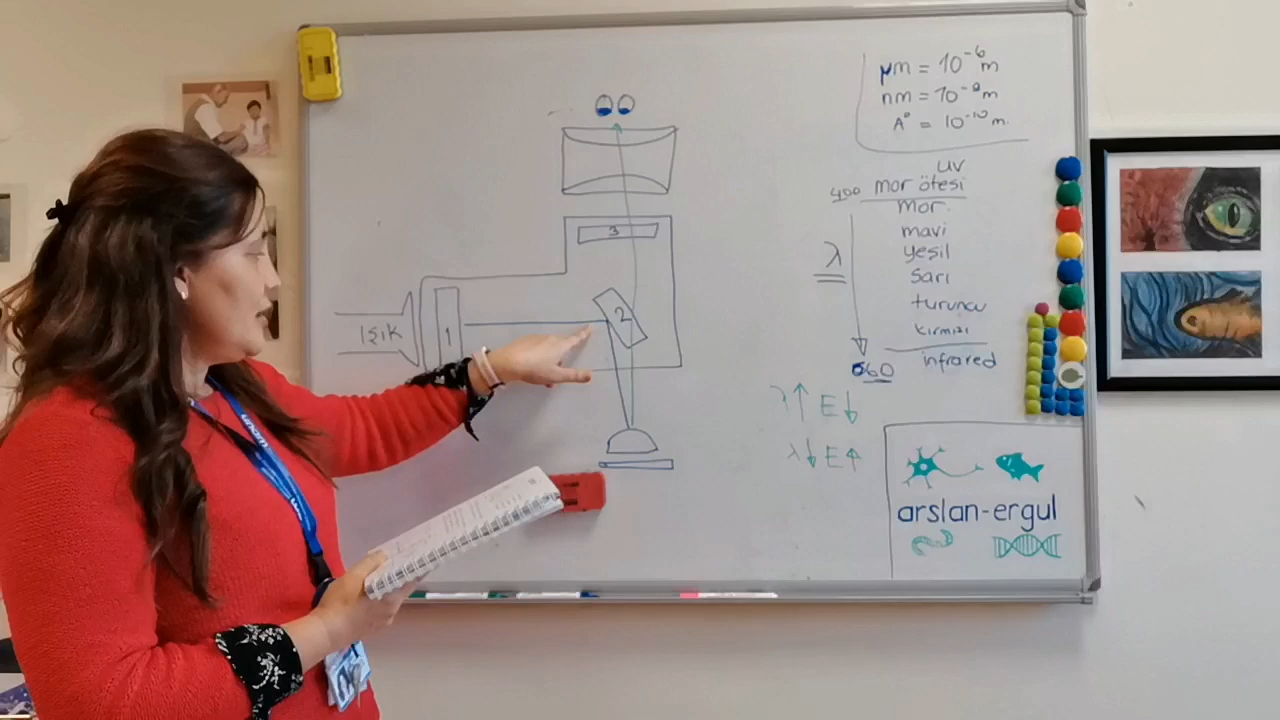 μm = 10⁻⁶ m
nm = 10⁻⁹ m
A° = 10⁻¹⁰ m.
uv
400 mor ötesi
mor
mavi
yeşil
sarı
turuncu
kırmızı
660 infrared
λ
λ↑ E↓
λ↓ E↑
3
2
Işık
1
arslan-ergul